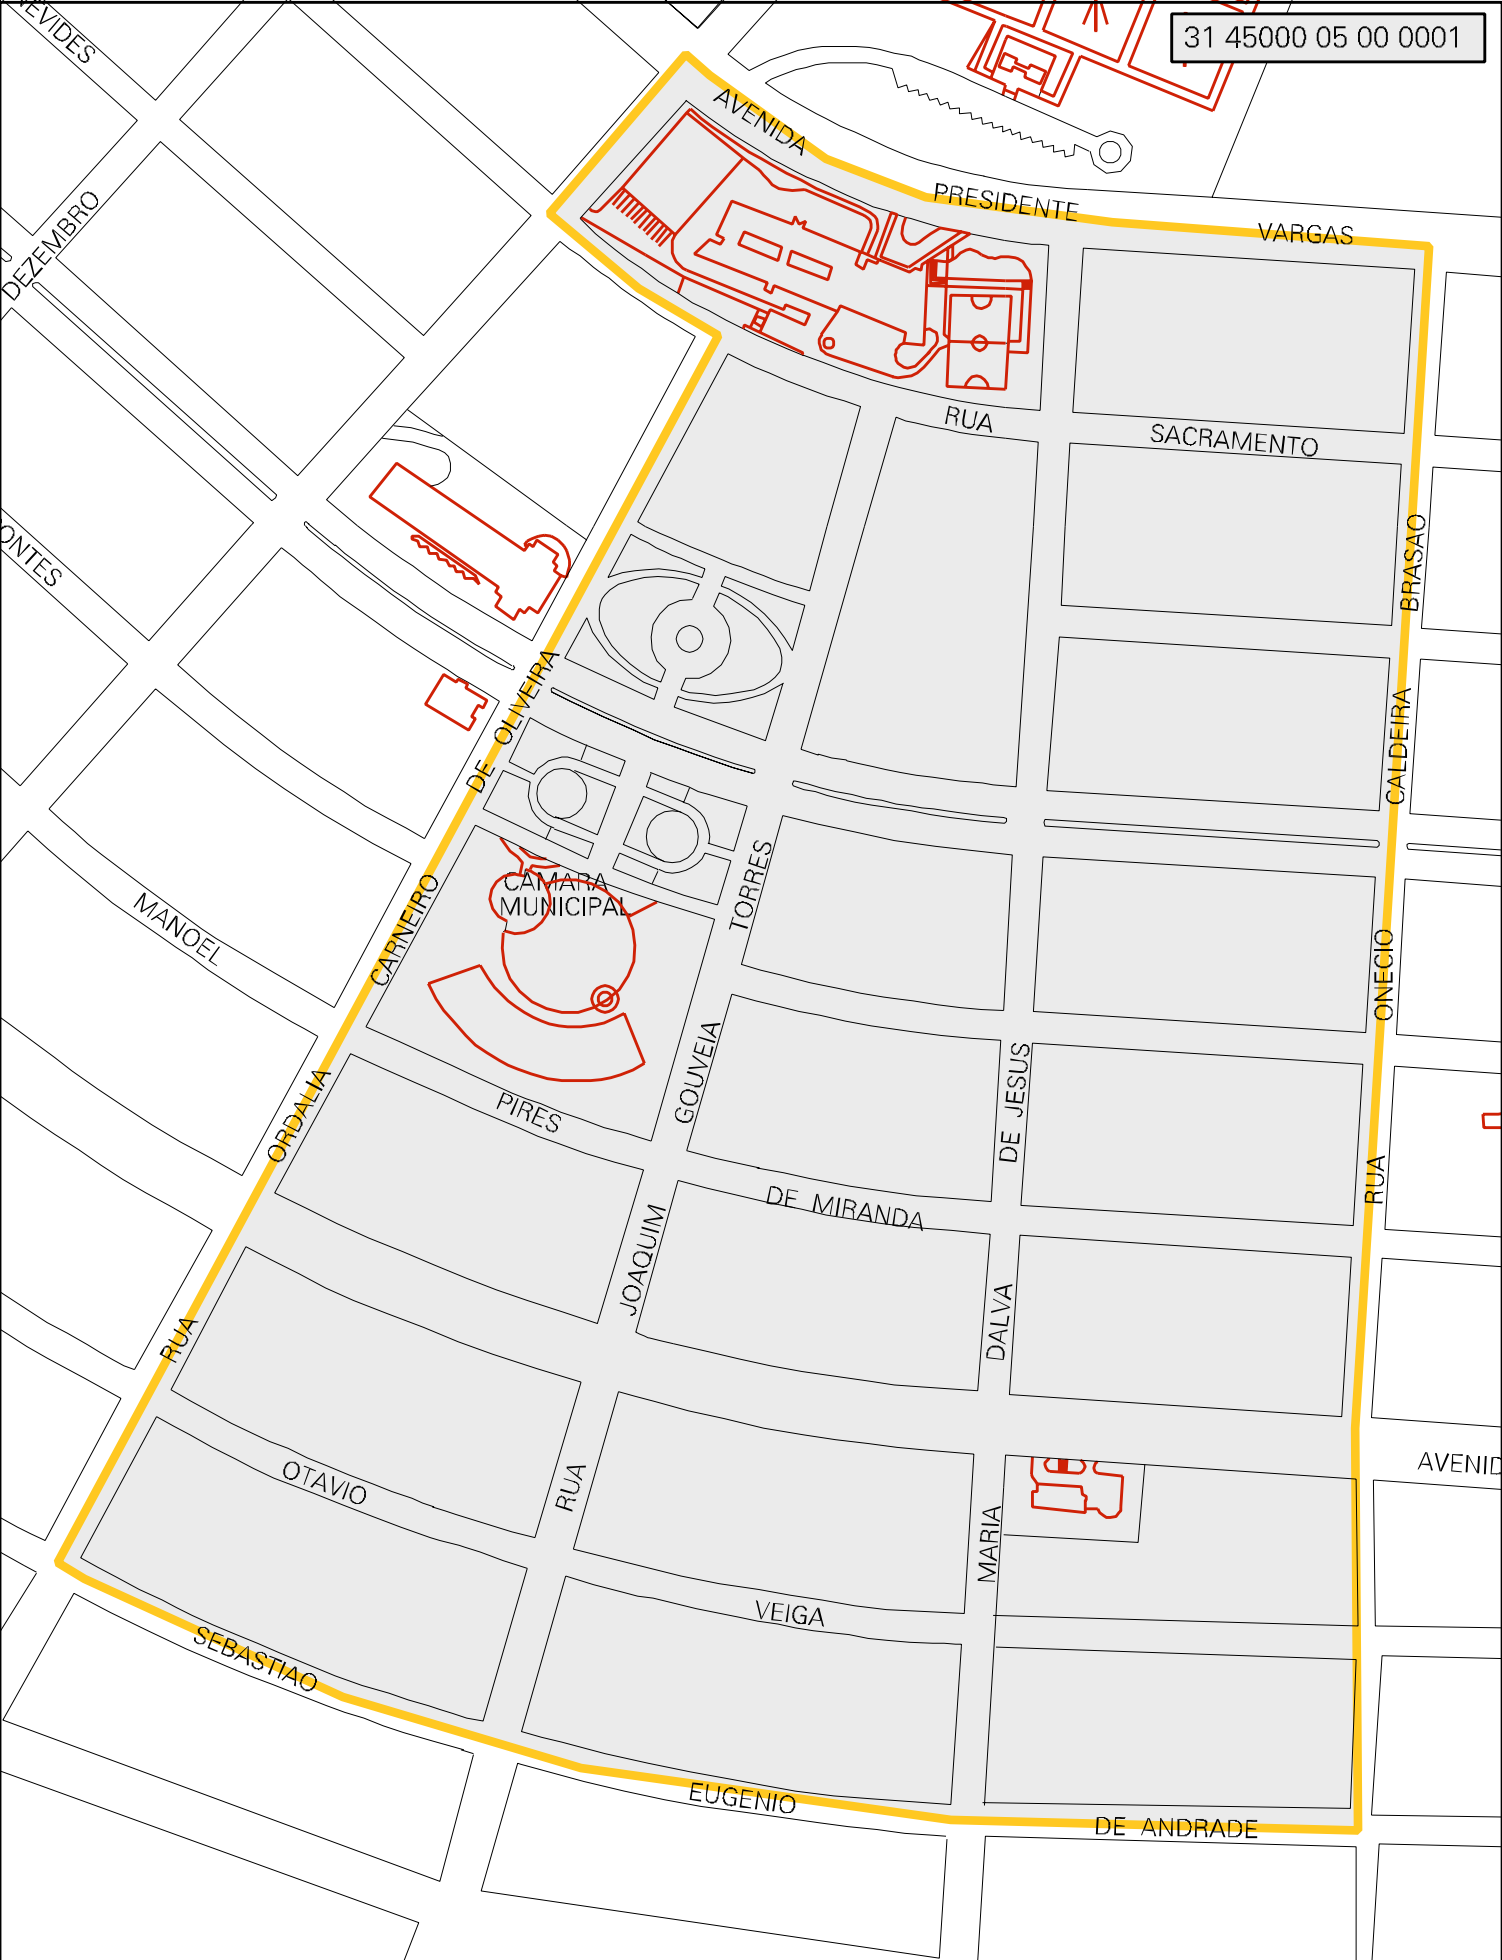 31 45000 05 00 0001
EVIDES
AVENIDA
PRESIDENTE
VARGAS
DEZEMBRO
RUA
SACRAMENTO
ONTES
BRASAO
DE OLIVEIRA
CALDEIRA
CAMARA
MUNICIPAL
TORRES
CARNEIRO
MANOEL
ONECIO
GOUVEIA
DE JESUS
PIRES
ORDALIA
RUA
DE MIRANDA
JOAQUIM
DALVA
RUA
AVENID
OTAVIO
RUA
MARIA
VEIGA
SEBASTIAO
EUGENIO
DE ANDRADE